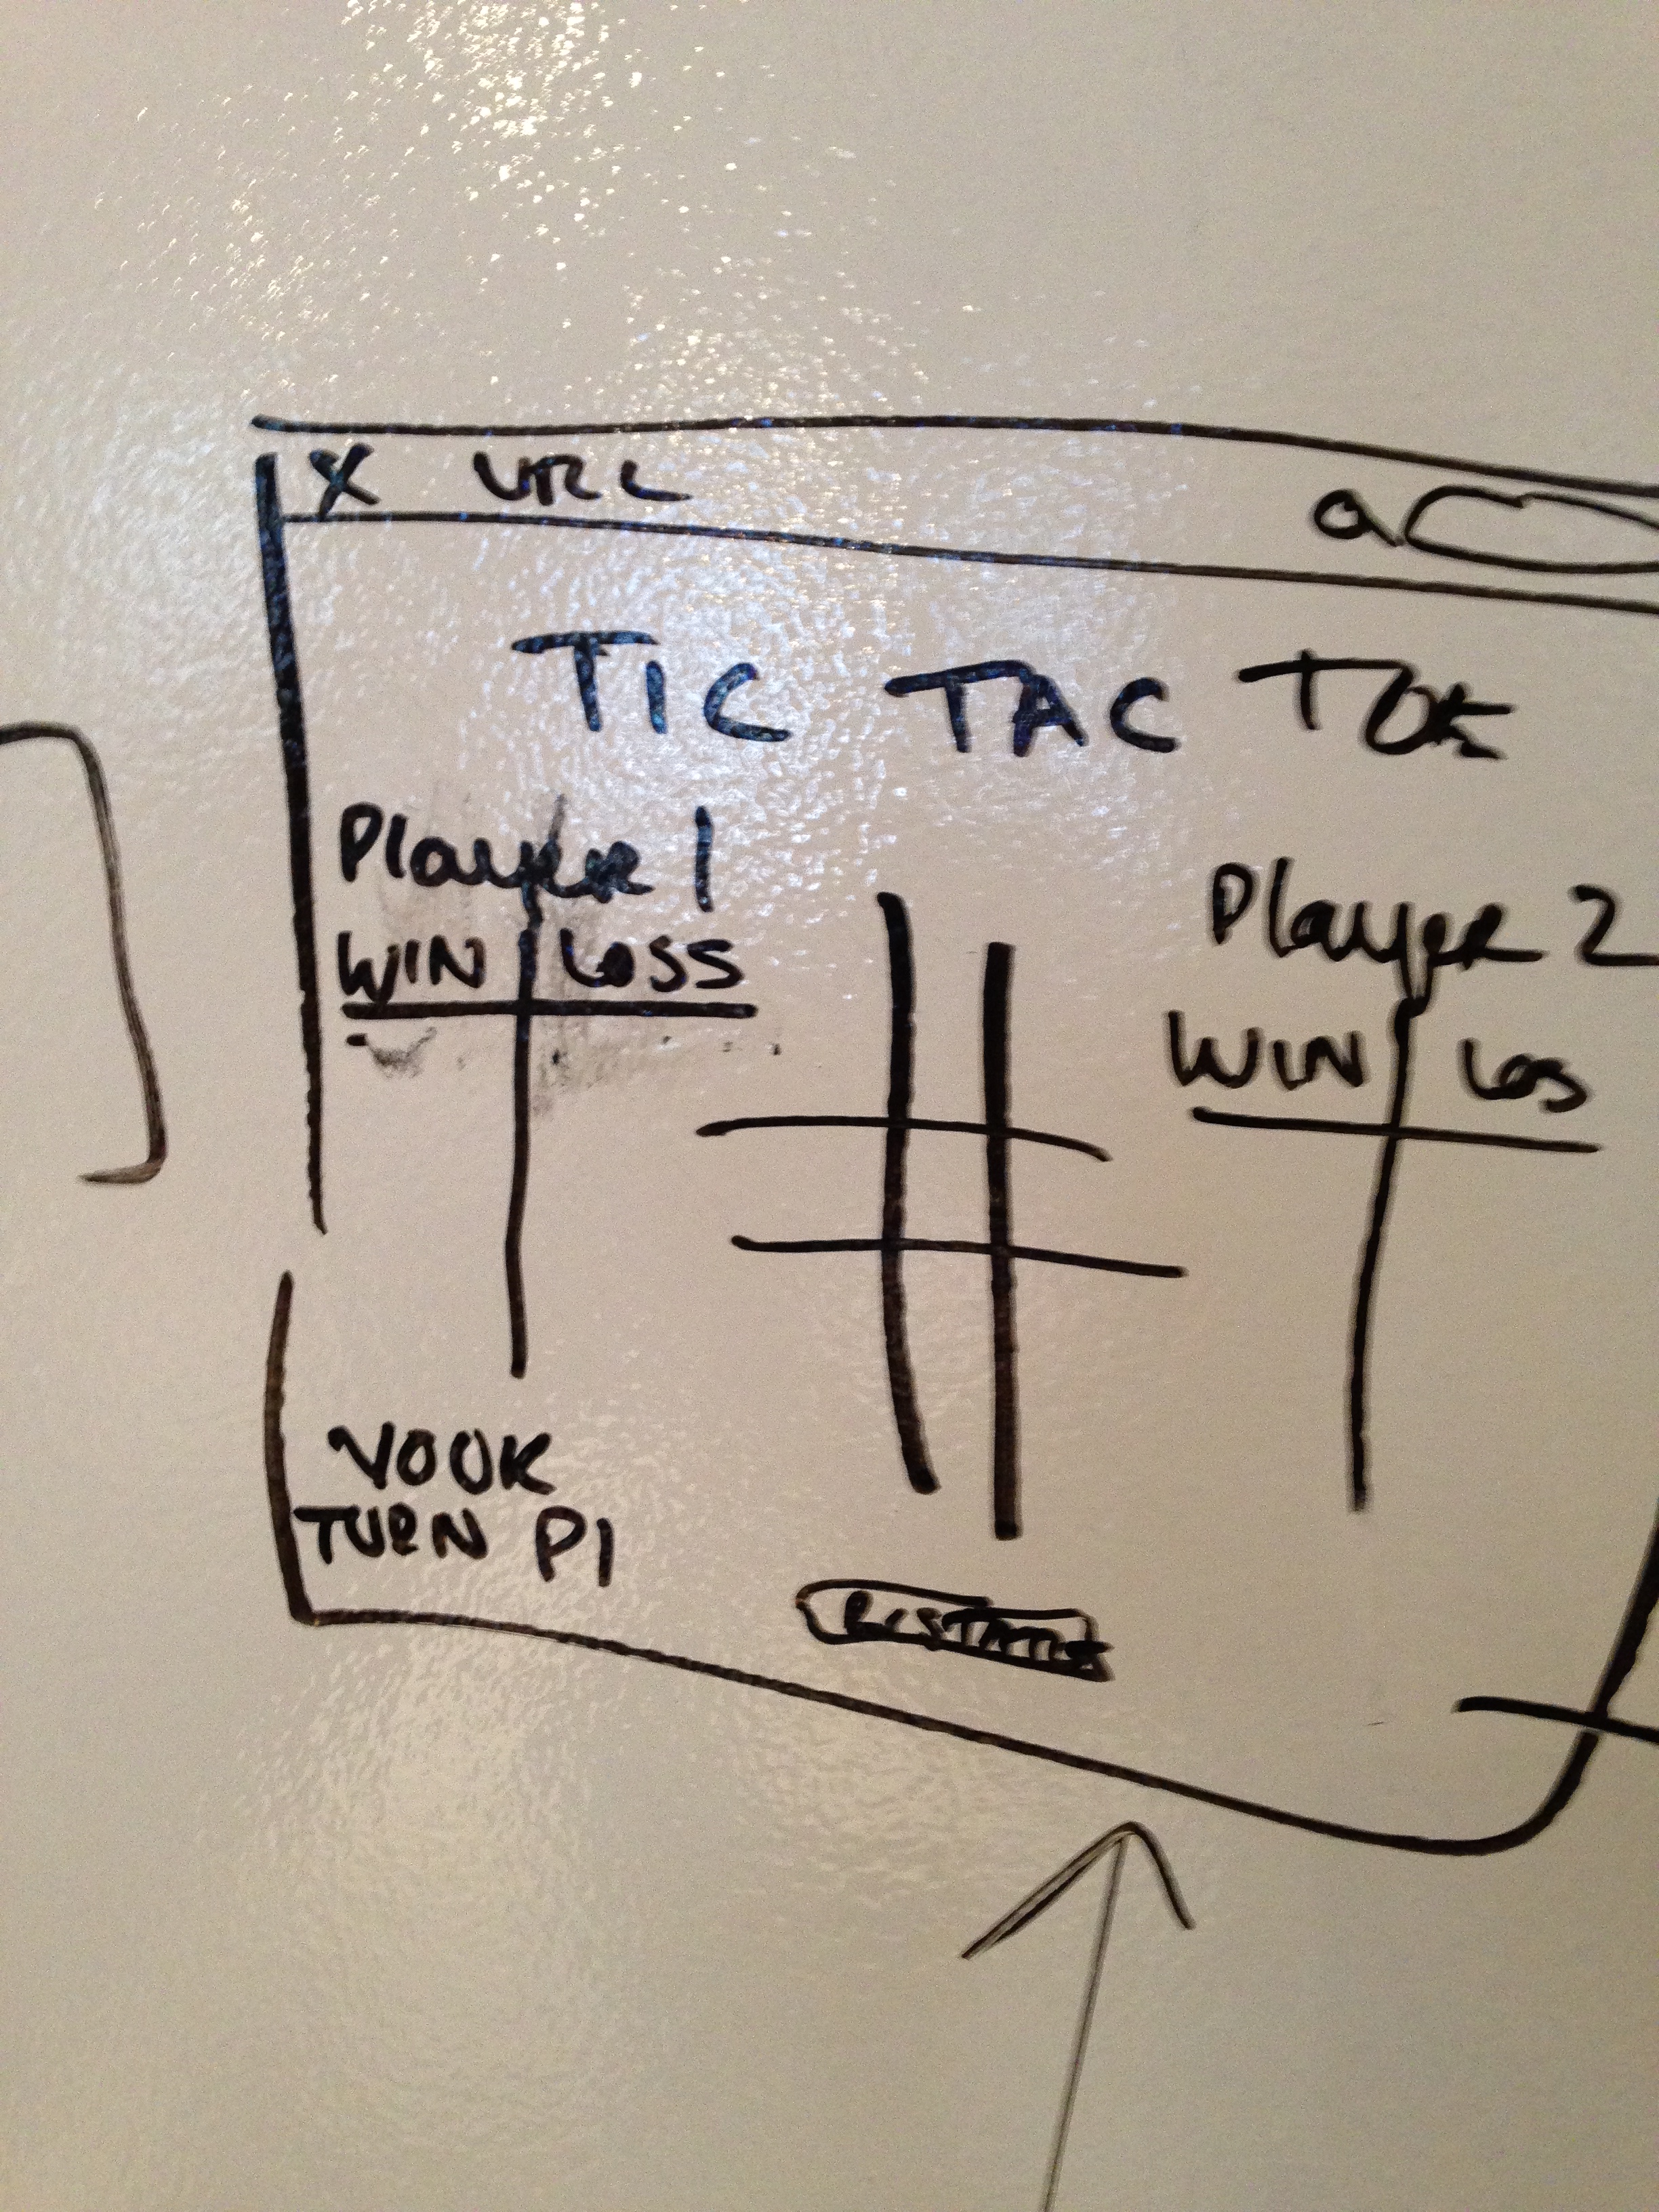 X URL
TIC TAC TOE
Player 1
WIN LOSS
Player 2
WIN LOS
YOUR
TURN P1
RESTART